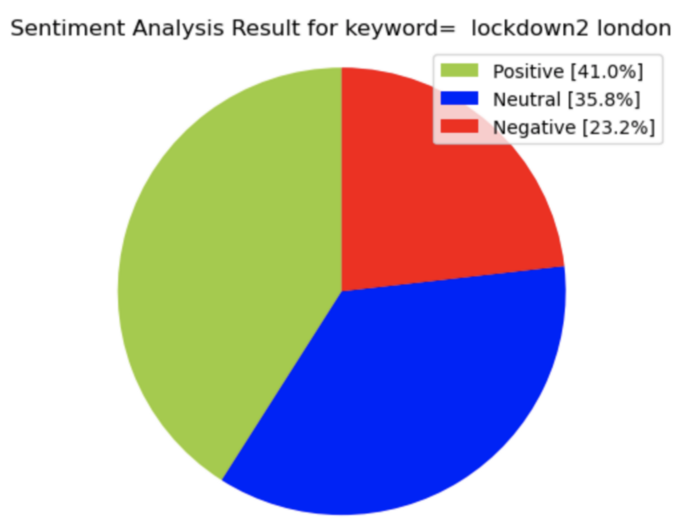 Sentiment Analysis Result for keyword=  lockdown2 london
Positive [41.0%]
Neutral [35.8%]
Negative [23.2%]